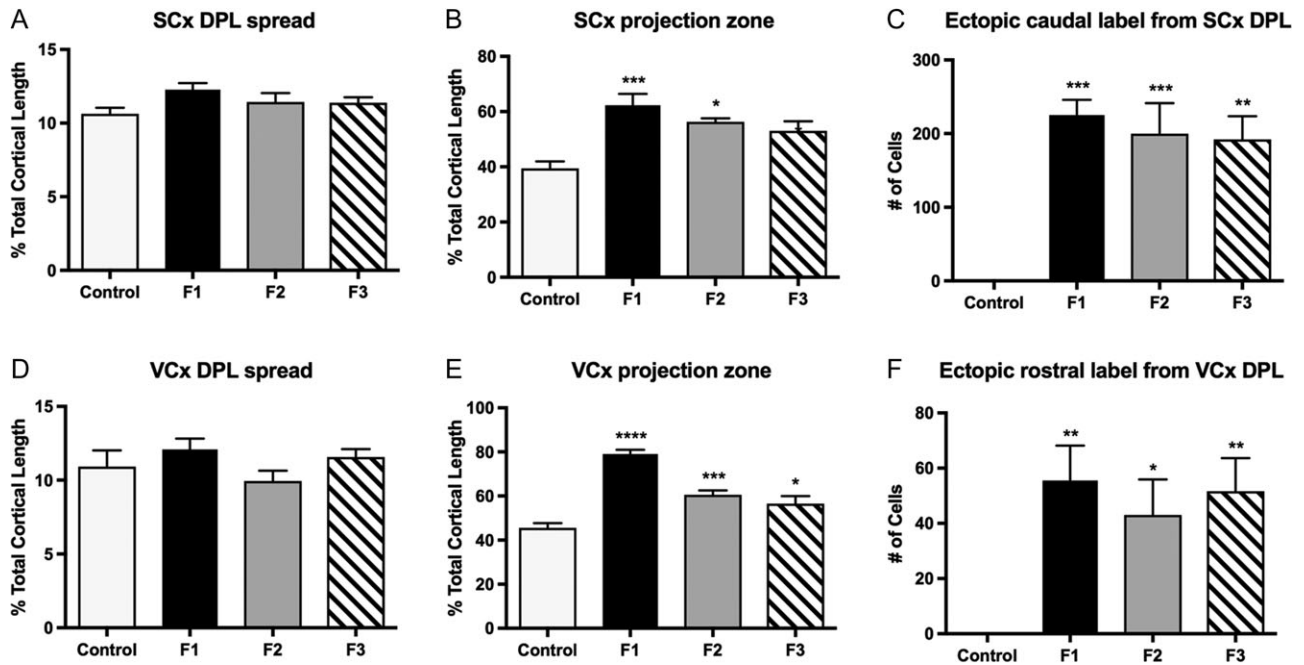 A
SCx DPL spread
% Total Cortical Length
15
10
5
0
Control
F1
F2
F3
B
SCx projection zone
% Total Cortical Length
80
60
40
20
0
***
*
*
Control
F1
F2
F3
C
Ectopic caudal label from SCx DPL
# of Cells
300
200
100
0
***
***
**
Control
F1
F2
F3
D
VCx DPL spread
% Total Cortical Length
15
10
5
0
Control
F1
F2
F3
E
VCx projection zone
% Total Cortical Length
100
80
60
40
20
0
****
***
*
Control
F1
F2
F3
F
Ectopic rostral label from VCx DPL
# of Cells
80
60
40
20
0
**
*
**
Control
F1
F2
F3